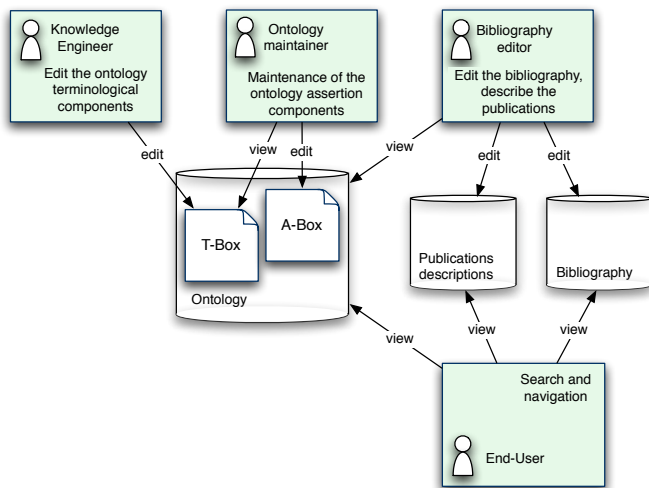 Knowledge
Engineer
Edit the ontology
terminological
components
Ontology
maintainer
Maintenance of the
ontology assertion
components
Bibliography
editor
Edit the bibliography,
describe the
publications
edit
view
edit
view
edit
edit
T-Box
A-Box
Ontology
Publications
descriptions
Bibliography
view
view
view
Search and
navigation
End-User